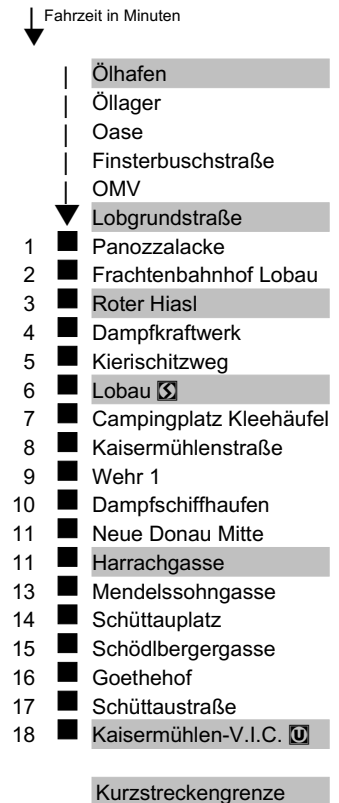 Fahrzeit in Minuten
Ölhafen
Öllager
Oase
Finsterbuschstraße
OMV
Lobgrundstraße
1 Panozzalacke
2 Frachtenbahnhof Lobau
3 Roter Hiasl
4 Dampfkraftwerk
5 Kierischitzweg
6 Lobau S
7 Campingplatz Kleehäufel
8 Kaisermühlenstraße
9 Wehr 1
10 Dampfschiffhaufen
11 Neue Donau Mitte
11 Harrachgasse
13 Mendelssohngasse
14 Schüttauplatz
15 Schödlbergergasse
16 Goethehof
17 Schüttaustraße
18 Kaisermühlen-V.I.C. U
Kurzstreckengrenze